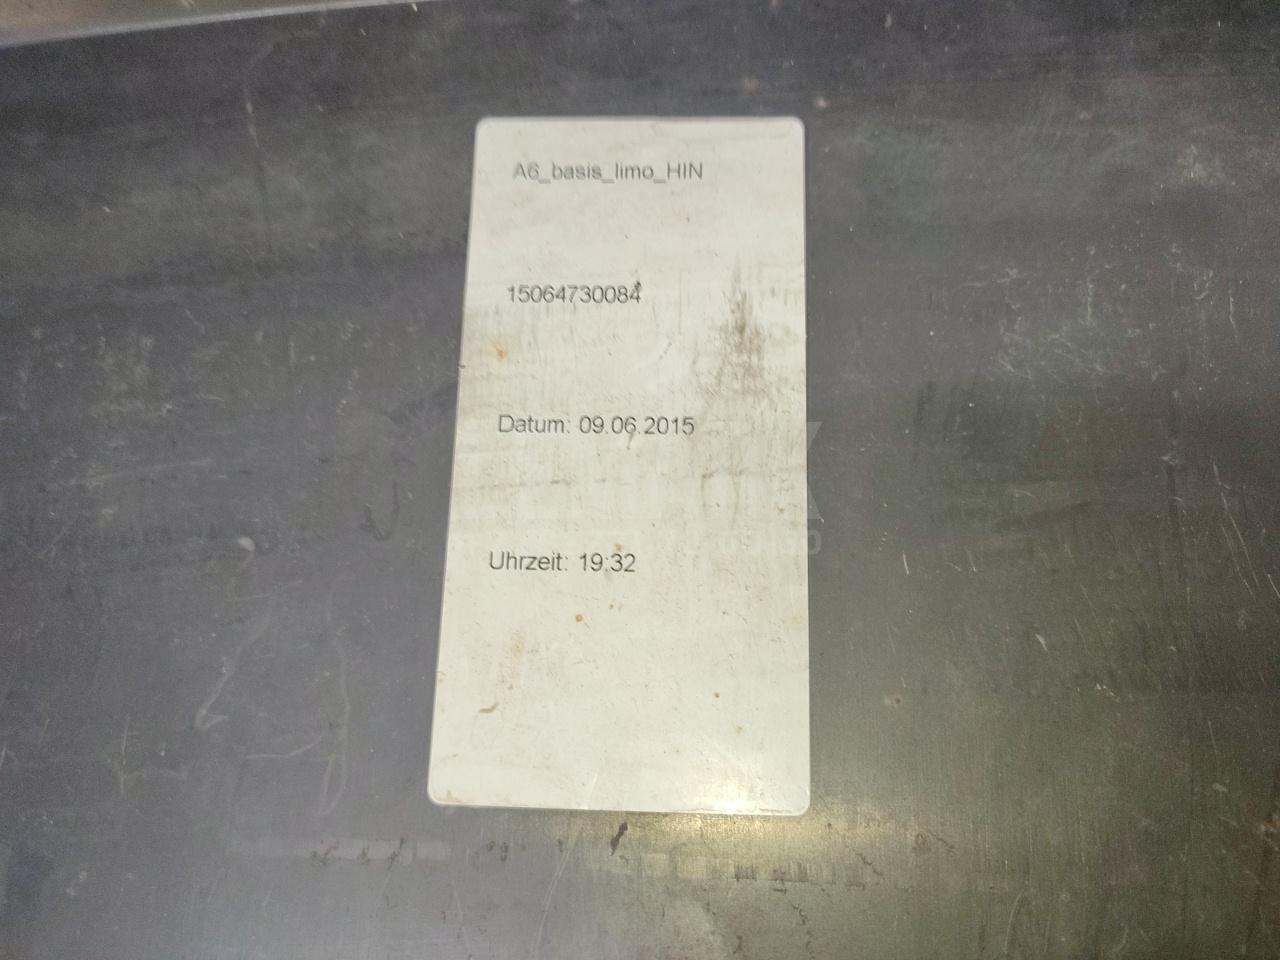 A6_basis_limo_HIN
15064730084
Datum: 09.06.2015
Uhrzeit: 19:32